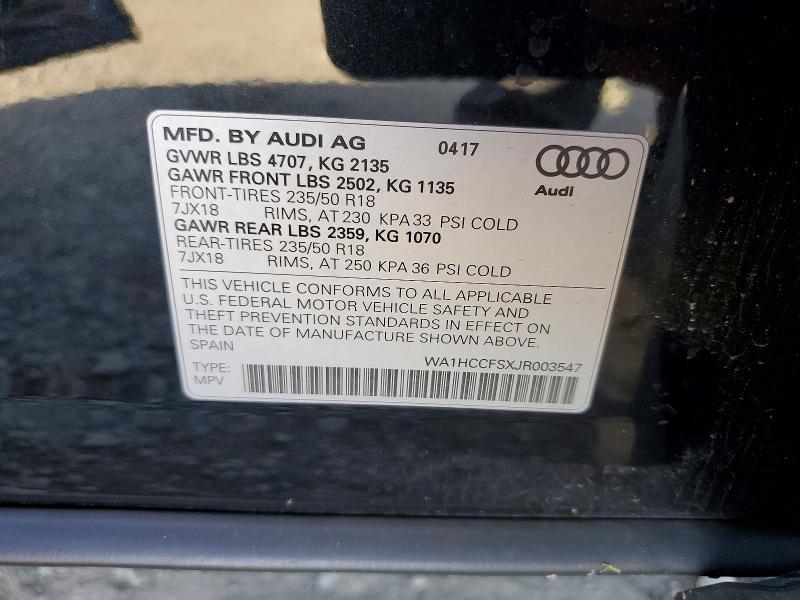 MFD. BY AUDI AG 0417
GVWR LBS 4707, KG 2135
GAWR FRONT LBS 2502, KG 1135
Audi
FRONT-TIRES 235/50 R18
7JX18 RIMS, AT 230 KPA 33 PSI COLD
GAWR REAR LBS 2359, KG 1070
REAR-TIRES 235/50 R18
7JX18 RIMS, AT 250 KPA 36 PSI COLD
THIS VEHICLE CONFORMS TO ALL APPLICABLE
U.S. FEDERAL MOTOR VEHICLE SAFETY AND
THEFT PREVENTION STANDARDS IN EFFECT ON
THE DATE OF MANUFACTURE SHOWN ABOVE.
SPAIN
WA1HCCFSXJR003547
TYPE:
MPV